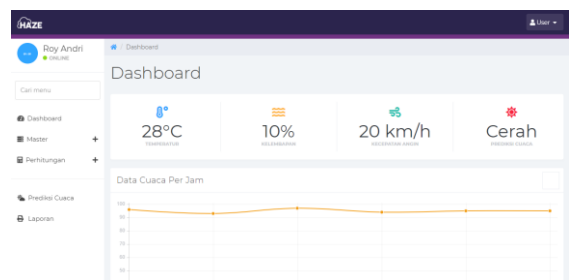 HAZE
User
Roy Andri
ONLINE
Cari menu
Dashboard
Master +
Perhitungan +
Prediksi Cuaca
Laporan
/ Dashboard
Dashboard
28°C
TEMPERATUR
10%
KELEMBABAN
20 km/h
KECEPATAN ANGIN
Cerah
PREDIKSI CUACA
Data Cuaca Per Jam
100
90
80
70
60
50